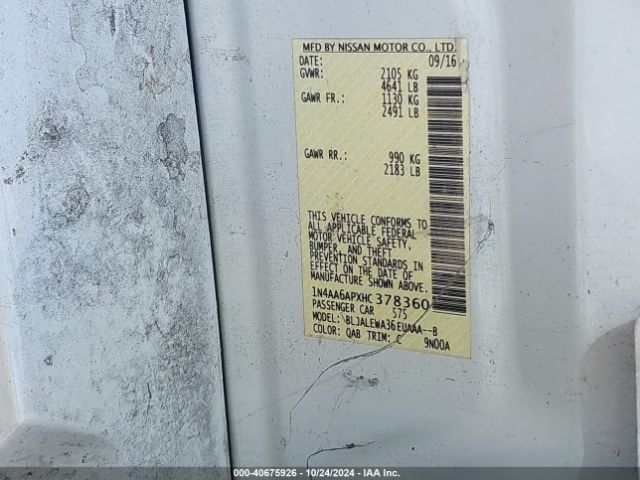 MFD BY NISSAN MOTOR CO., LTD.
DATE: 09/16
GVWR: 2105 KG
4641 LB
GAWR FR.: 1130 KG
2491 LB
GAWR RR.: 990 KG
2183 LB
THIS VEHICLE CONFORMS TO
ALL APPLICABLE FEDERAL
MOTOR VEHICLE SAFETY,
BUMPER, AND THEFT
PREVENTION STANDARDS IN
EFFECT ON THE DATE OF
MANUFACTURE SHOWN ABOVE.
1N4AA6APXHC378360
PASSENGER CAR 575
MODEL: BLJALEWA36EUAAA--B
COLOR: QAB TRIM: C 9N00A
000-40675926 - 10/24/2024 - IAA Inc.